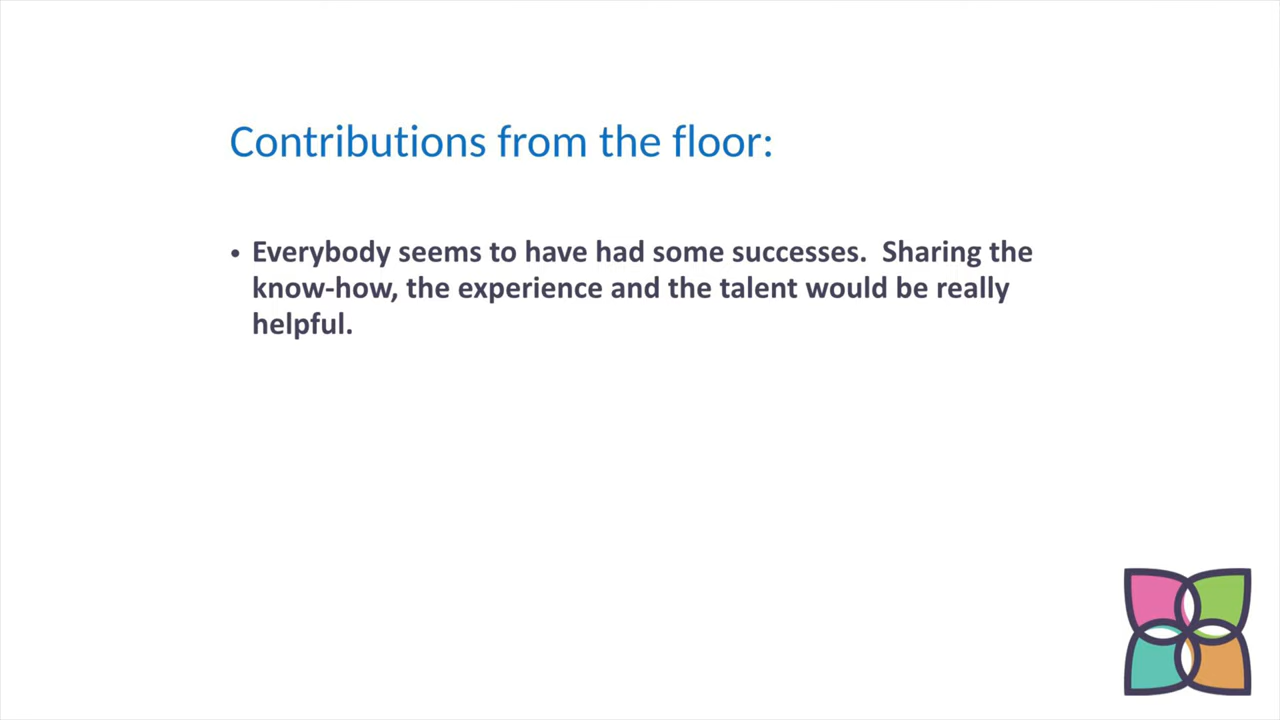 Contributions from the floor:
• Everybody seems to have had some successes.  Sharing the
know-how, the experience and the talent would be really
helpful.